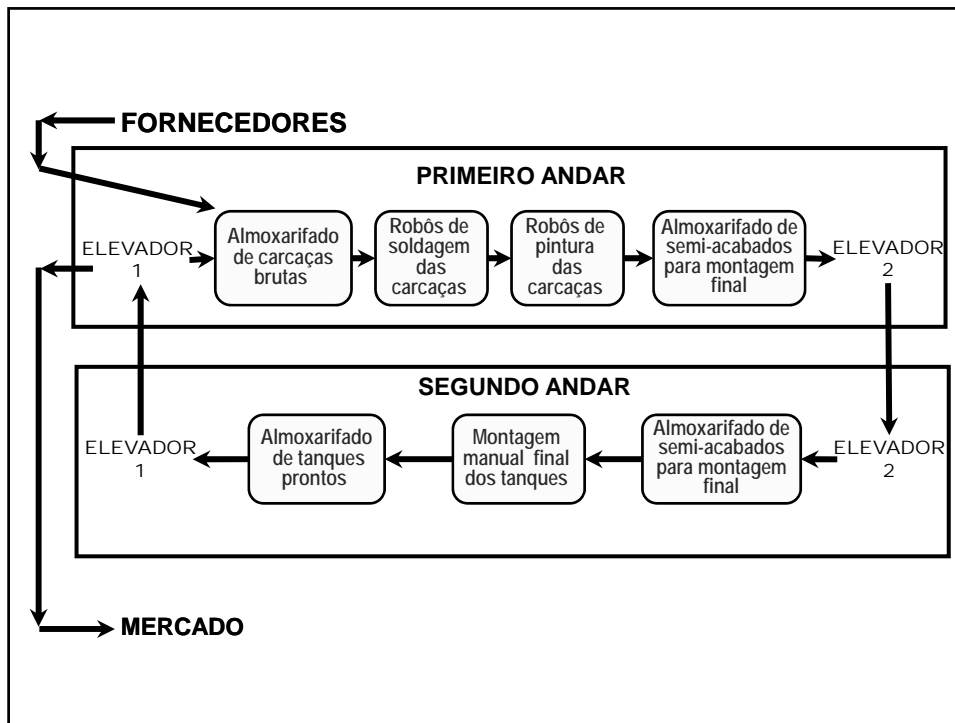 FORNECEDORES
PRIMEIRO ANDAR
ELEVADOR
1
Almoxarifado
de carcaças
brutas
Robôs de
soldagem
das
carcaças
Robôs de
pintura
das
carcaças
Almoxarifado de
semi-acabados
para montagem
final
ELEVADOR
2
SEGUNDO ANDAR
ELEVADOR
1
Almoxarifado
de tanques
prontos
Montagem
manual final
dos tanques
Almoxarifado de
semi-acabados
para montagem
final
ELEVADOR
2
MERCADO